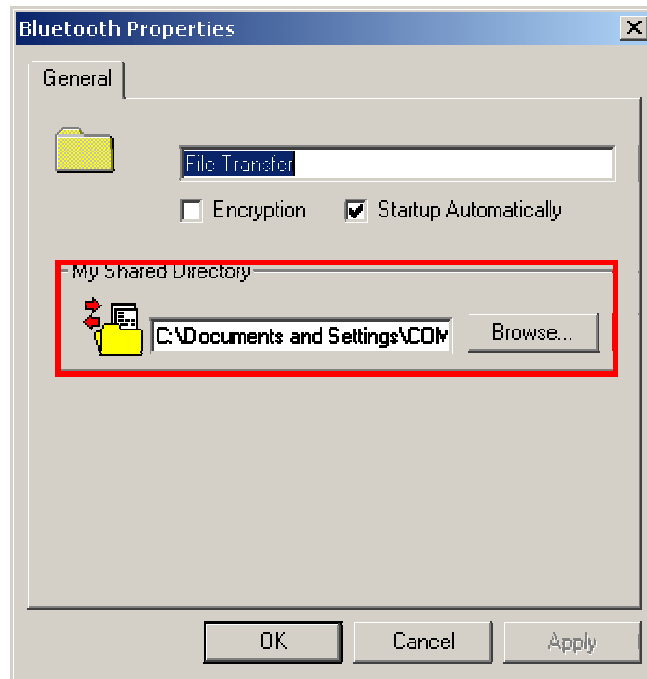 Bluetooth Properties
General
File Transfer
Encryption Startup Automatically
My Shared Directory
C:\Documents and Settings\COM Browse...
OK Cancel Apply